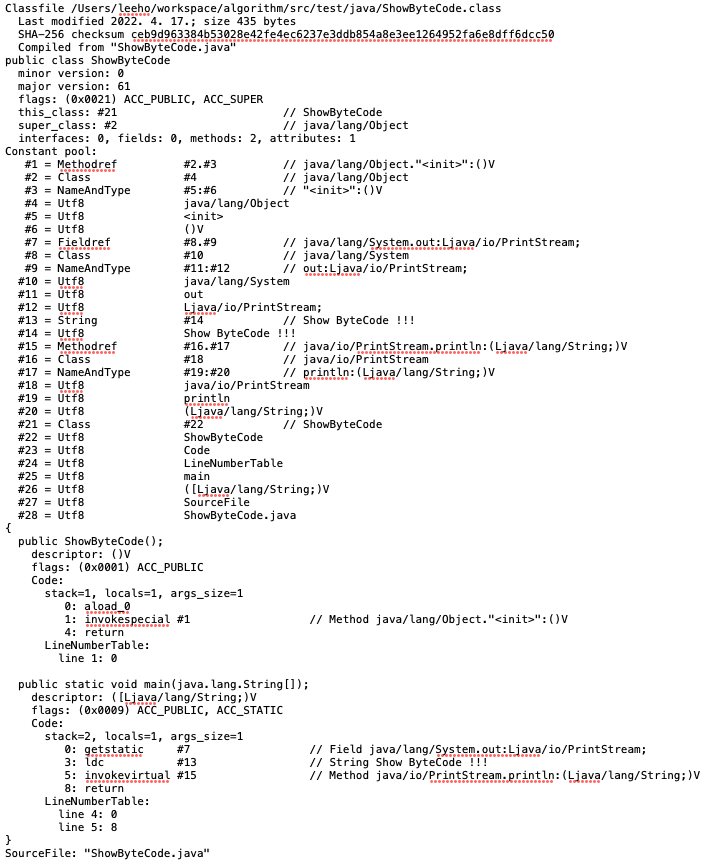 Classfile /Users/leeho/workspace/algorithm/src/test/java/ShowByteCode.class
  Last modified 2022. 4. 17.; size 435 bytes
  SHA-256 checksum ceb9d963384b53028e42fe4ec6237e3ddb854a8e3ee1264952fa6e8dff6dcc50
  Compiled from "ShowByteCode.java"
public class ShowByteCode
  minor version: 0
  major version: 61
  flags: (0x0021) ACC_PUBLIC, ACC_SUPER
  this_class: #21                         // ShowByteCode
  super_class: #2                         // java/lang/Object
  interfaces: 0, fields: 0, methods: 2, attributes: 1
Constant pool:
   #1 = Methodref          #2.#3          // java/lang/Object."<init>":()V
   #2 = Class              #4             // java/lang/Object
   #3 = NameAndType        #5:#6          // "<init>":()V
   #4 = Utf8               java/lang/Object
   #5 = Utf8               <init>
   #6 = Utf8               ()V
   #7 = Fieldref           #8.#9          // java/lang/System.out:Ljava/io/PrintStream;
   #8 = Class              #10            // java/lang/System
   #9 = NameAndType        #11:#12        // out:Ljava/io/PrintStream;
  #10 = Utf8               java/lang/System
  #11 = Utf8               out
  #12 = Utf8               Ljava/io/PrintStream;
  #13 = String             #14            // Show ByteCode !!!
  #14 = Utf8               Show ByteCode !!!
  #15 = Methodref          #16.#17        // java/io/PrintStream.println:(Ljava/lang/String;)V
  #16 = Class              #18            // java/io/PrintStream
  #17 = NameAndType        #19:#20        // println:(Ljava/lang/String;)V
  #18 = Utf8               java/io/PrintStream
  #19 = Utf8               println
  #20 = Utf8               (Ljava/lang/String;)V
  #21 = Class              #22            // ShowByteCode
  #22 = Utf8               ShowByteCode
  #23 = Utf8               Code
  #24 = Utf8               LineNumberTable
  #25 = Utf8               main
  #26 = Utf8               ([Ljava/lang/String;)V
  #27 = Utf8               SourceFile
  #28 = Utf8               ShowByteCode.java
{
  public ShowByteCode();
    descriptor: ()V
    flags: (0x0001) ACC_PUBLIC
    Code:
      stack=1, locals=1, args_size=1
         0: aload_0
         1: invokespecial #1                  // Method java/lang/Object."<init>":()V
         4: return
      LineNumberTable:
        line 1: 0

  public static void main(java.lang.String[]);
    descriptor: ([Ljava/lang/String;)V
    flags: (0x0009) ACC_PUBLIC, ACC_STATIC
    Code:
      stack=2, locals=1, args_size=1
         0: getstatic     #7                  // Field java/lang/System.out:Ljava/io/PrintStream;
         3: ldc           #13                 // String Show ByteCode !!!
         5: invokevirtual #15                 // Method java/io/PrintStream.println:(Ljava/lang/String;)V
         8: return
      LineNumberTable:
        line 4: 0
        line 5: 8
}
SourceFile: "ShowByteCode.java"